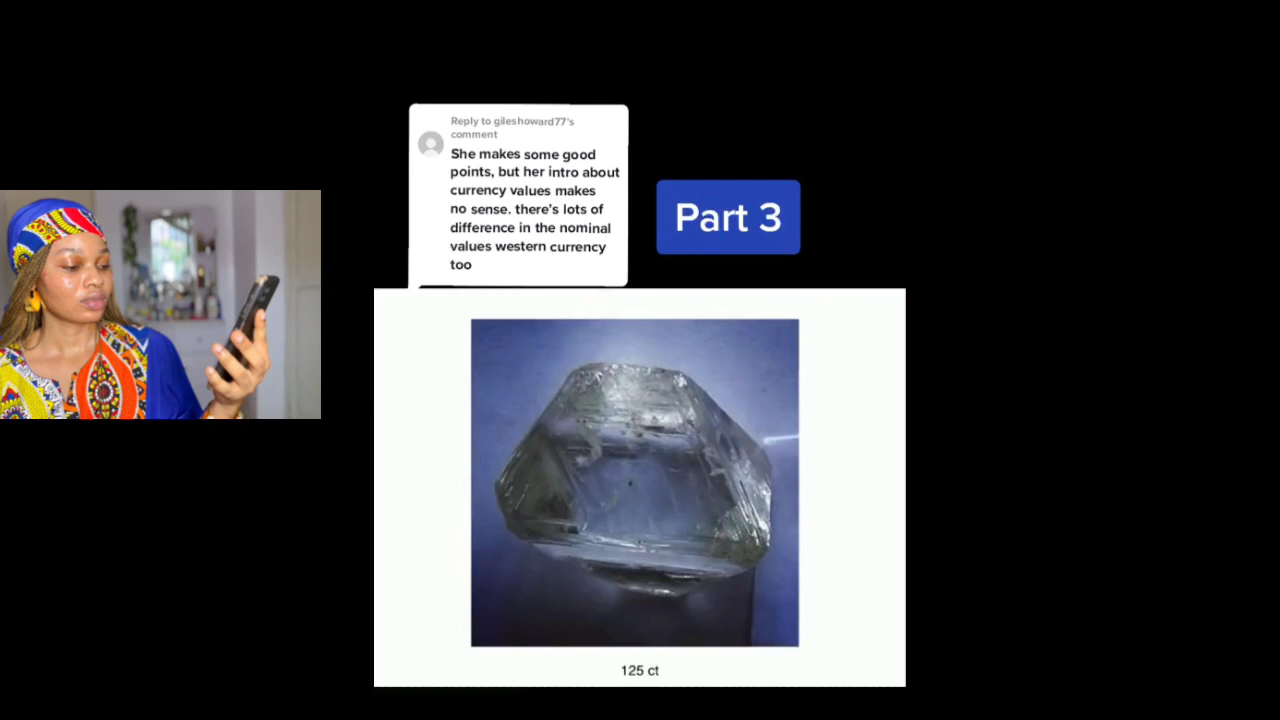 Reply to gileshoward77's
comment
She makes some good
points, but her intro about
currency values makes
no sense. there's lots of
difference in the nominal
values western currency
too
Part 3
125 ct